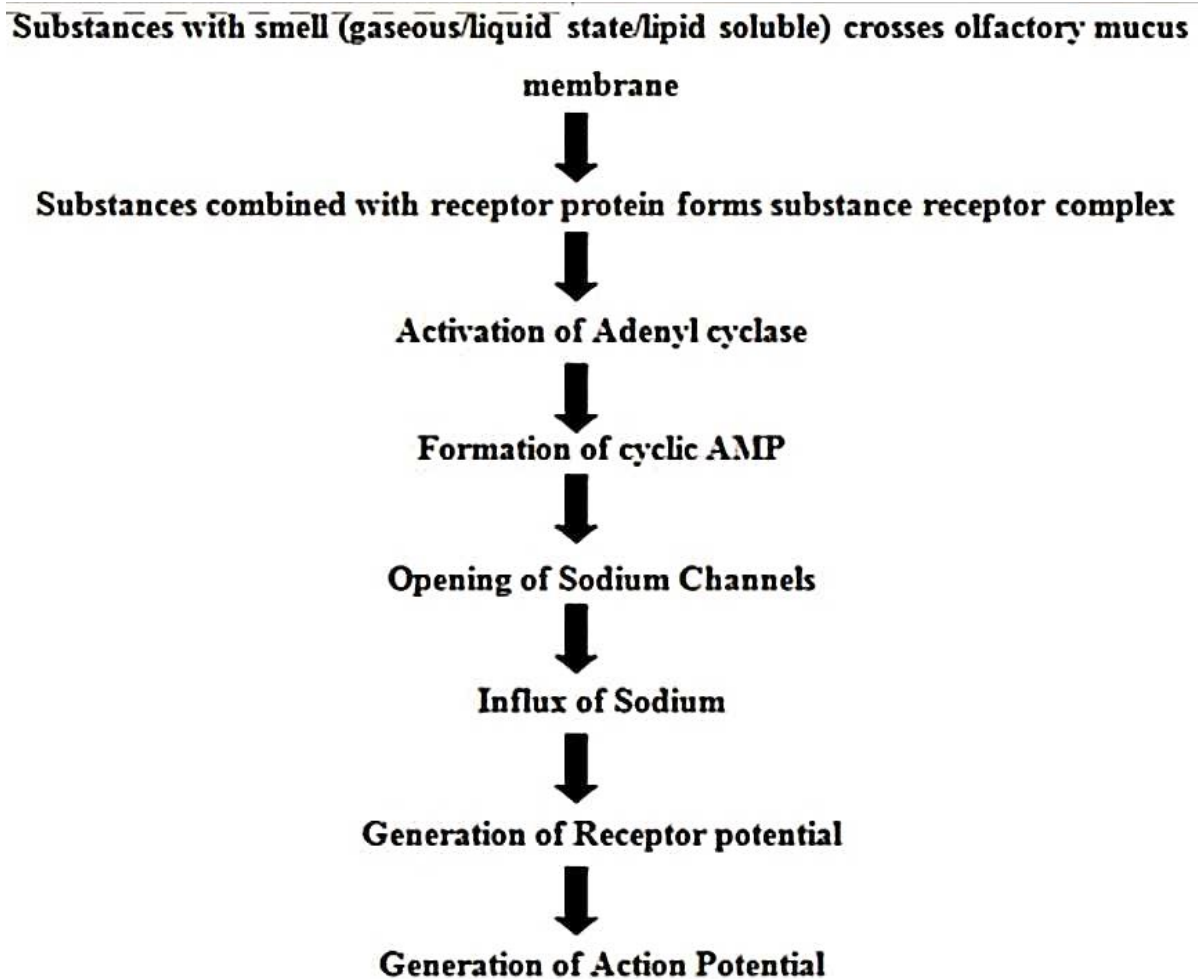 Substances with smell (gaseous/liquid state/lipid soluble) crosses olfactory mucus
membrane
Substances combined with receptor protein forms substance receptor complex
Activation of Adenyl cyclase
Formation of cyclic AMP
Opening of Sodium Channels
Influx of Sodium
Generation of Receptor potential
Generation of Action Potential